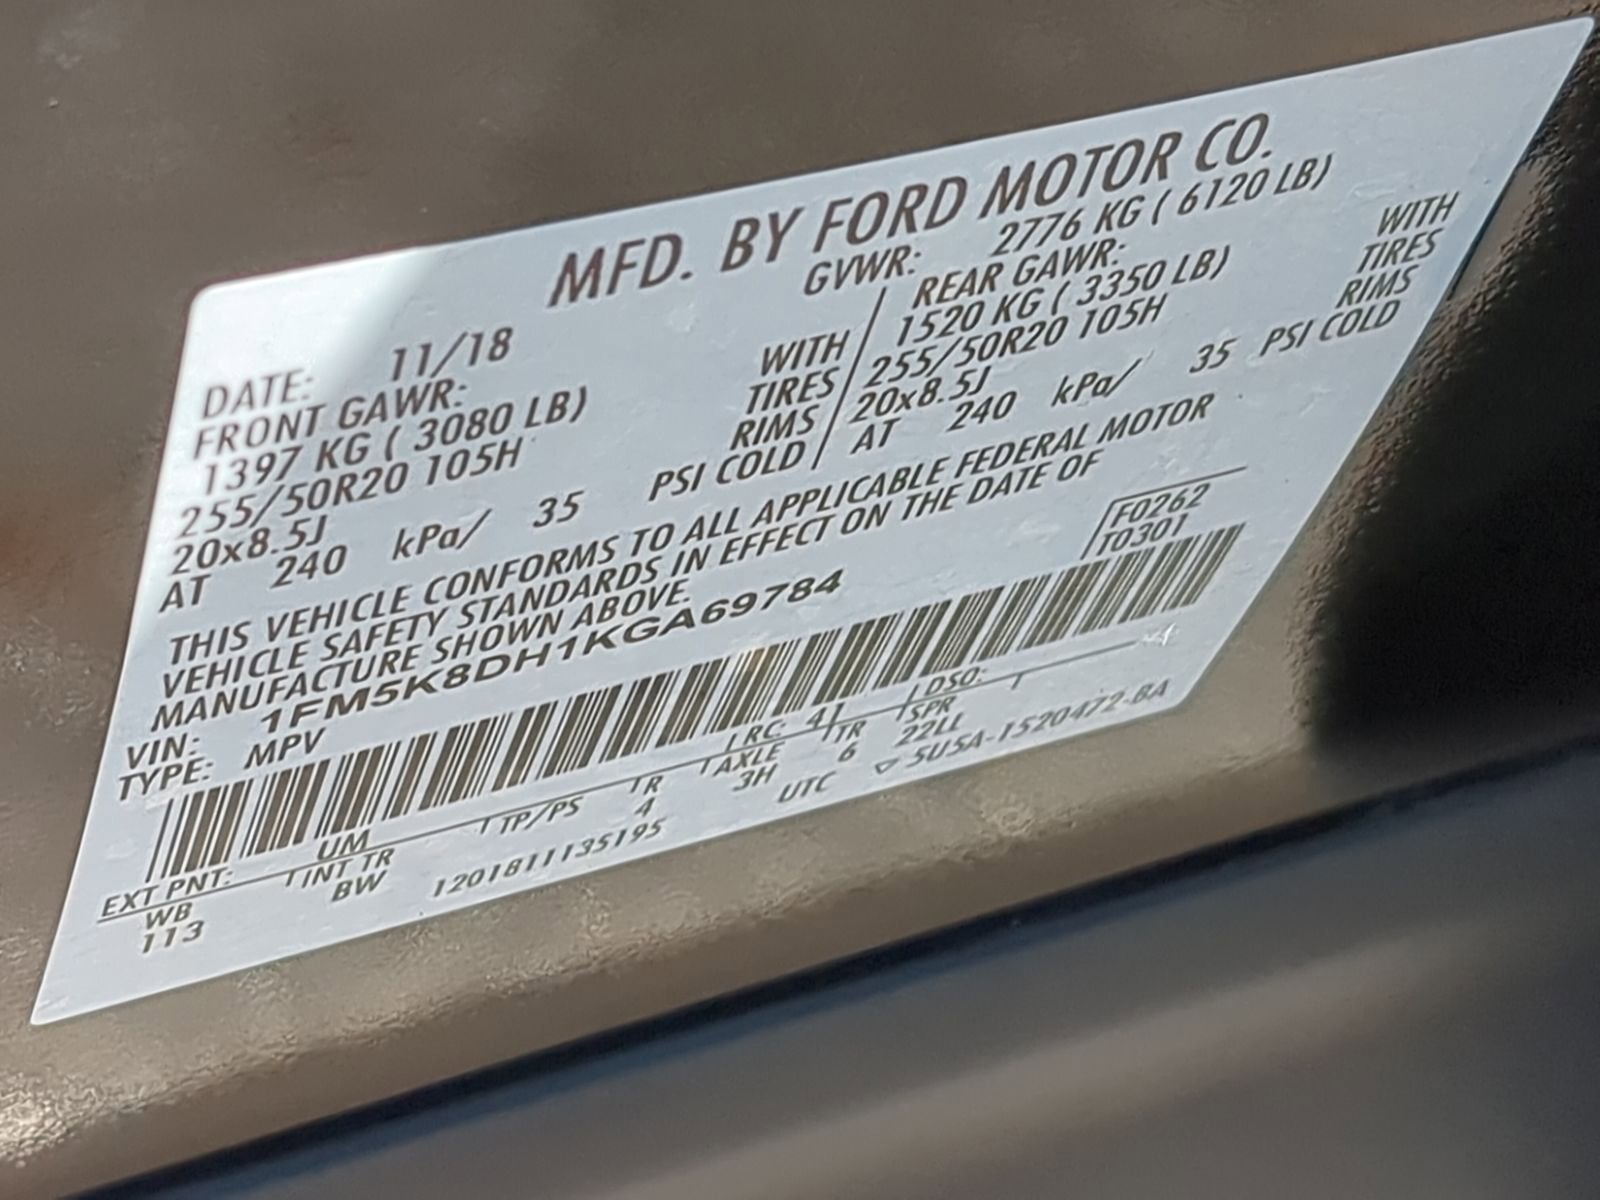 MFD. BY FORD MOTOR CO.
DATE: 11/18 GVWR: 2776 KG ( 6120 LB)
FRONT GAWR: REAR GAWR:
1397 KG ( 3080 LB) WITH 1520 KG ( 3350 LB) WITH
255/50R20 105H TIRES 255/50R20 105H TIRES
20x8.5J RIMS 20x8.5J RIMS
AT 240 kPa/ 35 PSI COLD AT 240 kPa/ 35 PSI COLD
THIS VEHICLE CONFORMS TO ALL APPLICABLE FEDERAL MOTOR
VEHICLE SAFETY STANDARDS IN EFFECT ON THE DATE OF
MANUFACTURE SHOWN ABOVE.
VIN: 1FM5K8DH1KGA69784
TYPE: MPV
F0262
T0301
EXT PNT: UM RC: 41 DSO:
WB INT TR TP/PS R AXLE TR SPR
113 BW 4 3H 6 22LL
1201811135195 UTC ▽ 5U5A-1520472-BA